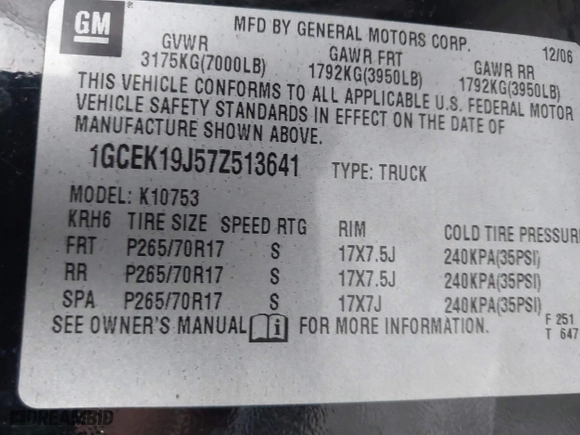 GM
MFD BY GENERAL MOTORS CORP.
12/06
GVWR GAWR FRT GAWR RR
3175KG(7000LB) 1792KG(3950LB) 1792KG(3950LB)
THIS VEHICLE CONFORMS TO ALL APPLICABLE U.S. FEDERAL MOTOR
VEHICLE SAFETY STANDARDS IN EFFECT ON THE DATE OF
MANUFACTURE SHOWN ABOVE.
1GCEK19J57Z513641 TYPE: TRUCK
MODEL: K10753
KRH6 TIRE SIZE SPEED RTG RIM COLD TIRE PRESSURE
FRT P265/70R17 S 17X7.5J 240KPA(35PSI)
RR P265/70R17 S 17X7.5J 240KPA(35PSI)
SPA P265/70R17 S 17X7J 240KPA(35PSI)
SEE OWNER'S MANUAL i FOR MORE INFORMATION.
F 251
T 647
DREAMBID